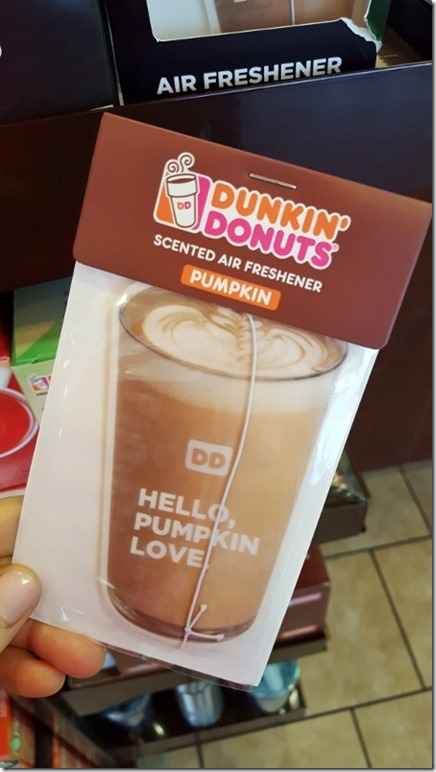 AIR FRESHENER
DD
DUNKIN'
DONUTS
SCENTED AIR FRESHENER
PUMPKIN
DD
HELLO,
PUMPKIN
LOVE